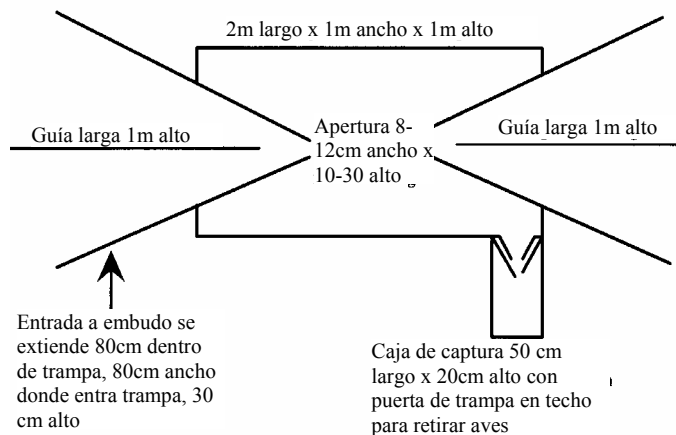 2m largo x 1m ancho x 1m alto
Guía larga 1m alto
Apertura 8-
12cm ancho x
10-30 alto
Guía larga 1m alto
Entrada a embudo se
extiende 80cm dentro
de trampa, 80cm ancho
donde entra trampa, 30
cm alto
Caja de captura 50 cm
largo x 20cm alto con
puerta de trampa en techo
para retirar aves